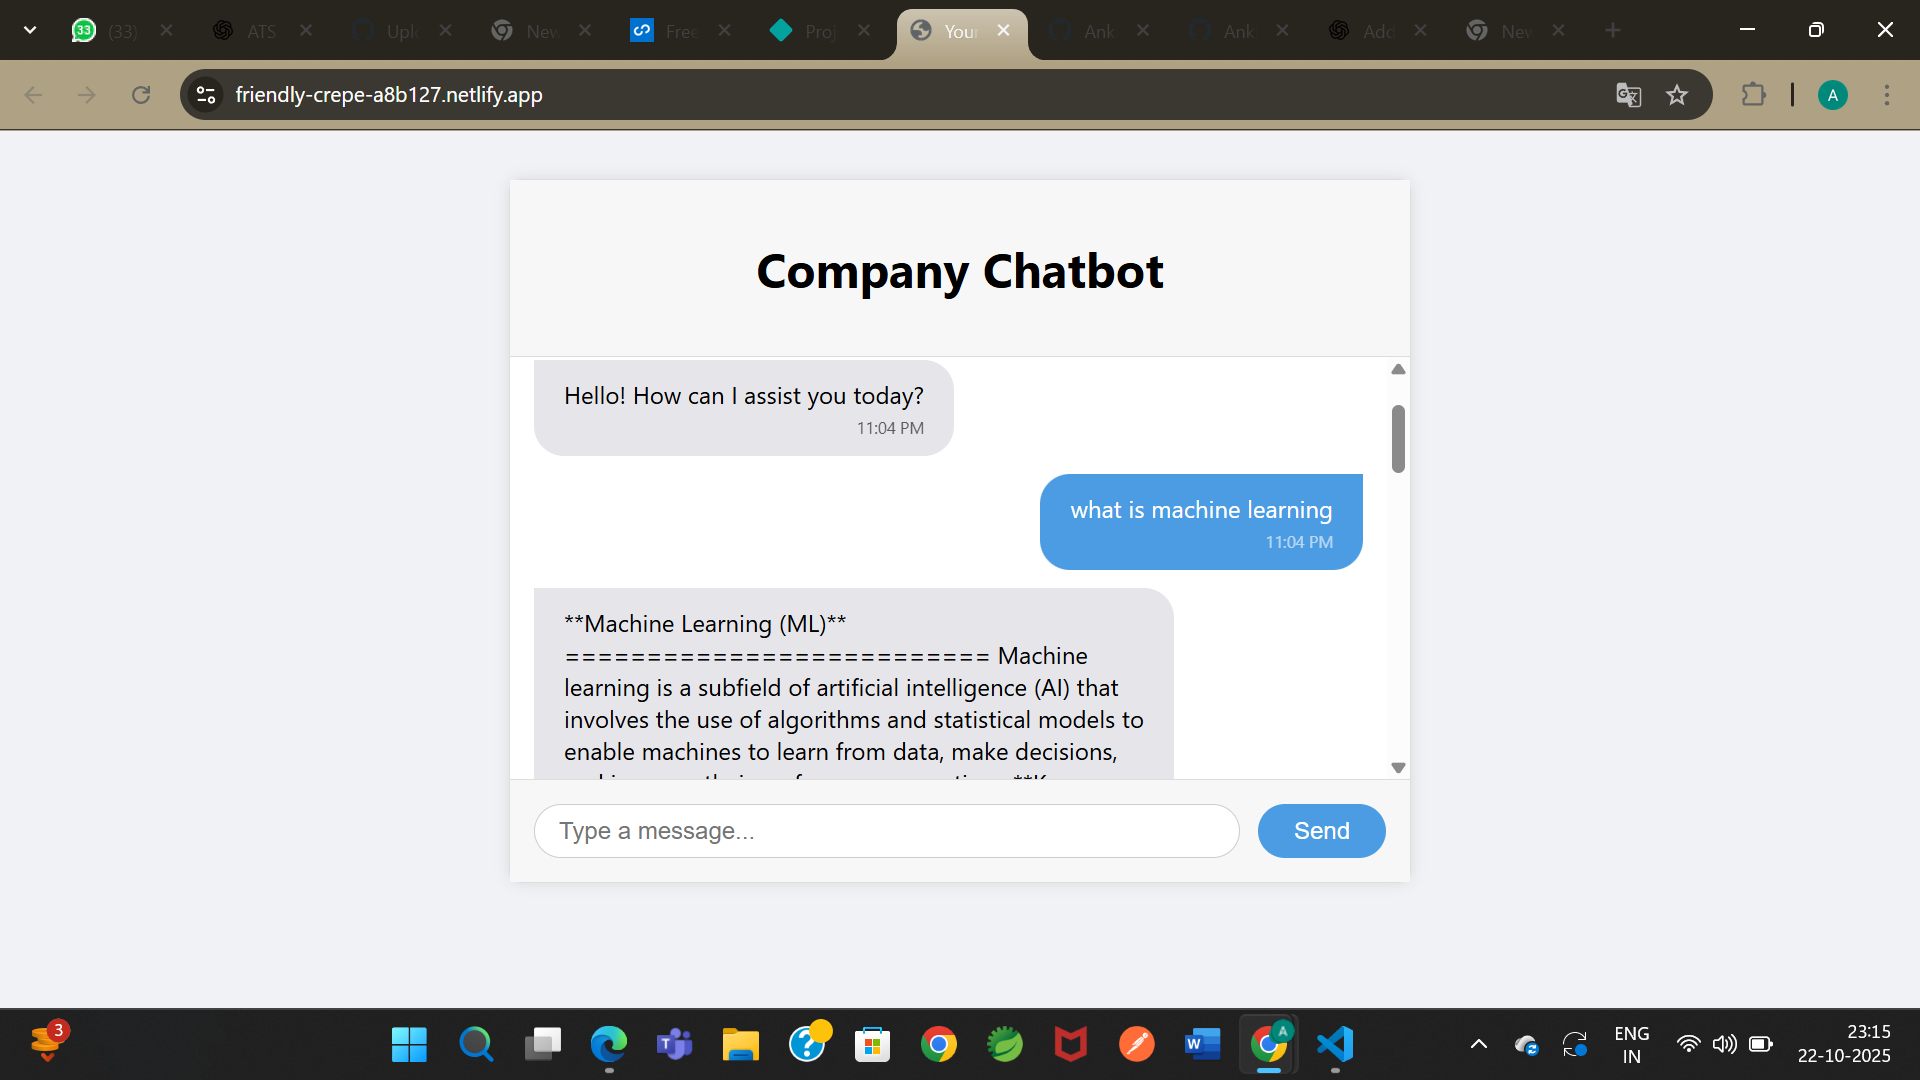 33
(33)
ATS
Uplo
New
Free
Proj
Your
Ank
Ank
Add
New
friendly-crepe-a8b127.netlify.app
A
Company Chatbot
Hello! How can I assist you today?
11:04 PM
what is machine learning
11:04 PM
**Machine Learning (ML)**
========================== Machine
learning is a subfield of artificial intelligence (AI) that
involves the use of algorithms and statistical models to
enable machines to learn from data, make decisions,
Type a message...
Send
3
A
ENG
IN
23:15
22-10-2025